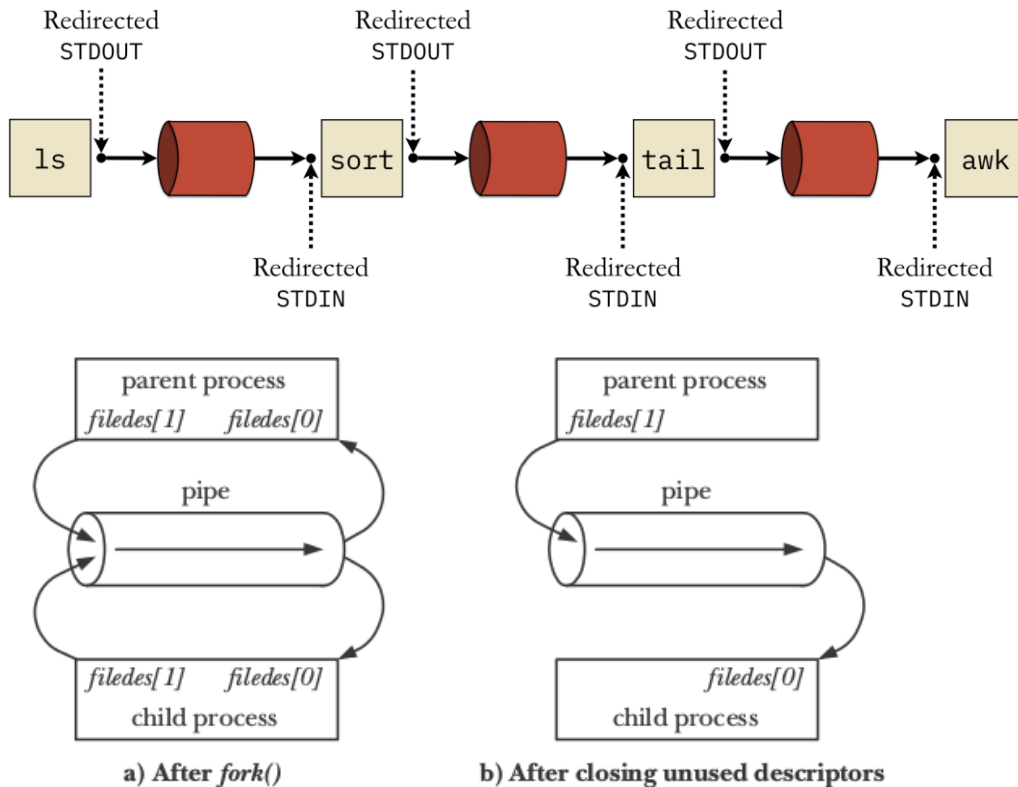 Redirected
STDOUT
Redirected
STDOUT
Redirected
STDOUT
ls
sort
tail
awk
Redirected
STDIN
Redirected
STDIN
Redirected
STDIN
parent process
filedes[1] filedes[0]
pipe
filedes[1] filedes[0]
child process
a) After fork()
parent process
filedes[1]
pipe
filedes[0]
child process
b) After closing unused descriptors